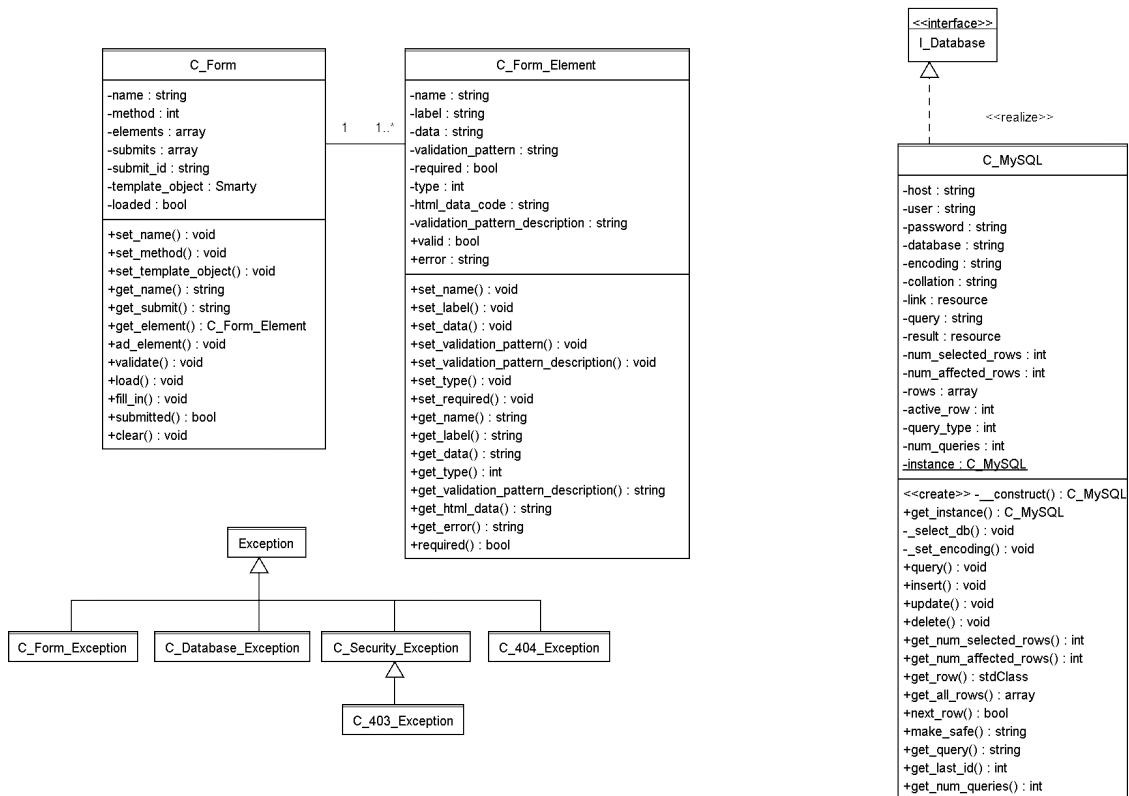 C_Form
-name : string
-method : int
-elements : array
-submits : array
-submit_id : string
-template_object : Smarty
-loaded : bool
+set_name() : void
+set_method() : void
+set_template_object() : void
+get_name() : string
+get_submit() : string
+get_element() : C_Form_Element
+ad_element() : void
+validate() : void
+load() : void
+fill_in() : void
+submitted() : bool
+clear() : void
1 1..*
C_Form_Element
-name : string
-label : string
-data : string
-validation_pattern : string
-required : bool
-type : int
-html_data_code : string
-validation_pattern_description : string
+valid : bool
+error : string
+set_name() : void
+set_label() : void
+set_data() : void
+set_validation_pattern() : void
+set_validation_pattern_description() : void
+set_type() : void
+set_required() : void
+get_name() : string
+get_label() : string
+get_data() : string
+get_type() : int
+get_validation_pattern_description() : string
+get_html_data() : string
+get_error() : string
+required() : bool
Exception
C_Form_Exception
C_Database_Exception
C_Security_Exception
C_404_Exception
C_403_Exception
<<interface>>
I_Database
<<realize>>
C_MySQL
-host : string
-user : string
-password : string
-database : string
-encoding : string
-collation : string
-link : resource
-query : string
-result : resource
-num_selected_rows : int
-num_affected_rows : int
-rows : array
-active_row : int
-query_type : int
-num_queries : int
-instance : C_MySQL
<<create>> -__construct() : C_MySQL
+get_instance() : C_MySQL
-_select_db() : void
-_set_encoding() : void
+query() : void
+insert() : void
+update() : void
+delete() : void
+get_num_selected_rows() : int
+get_num_affected_rows() : int
+get_row() : stdClass
+get_all_rows() : array
+next_row() : bool
+make_safe() : string
+get_query() : string
+get_last_id() : int
+get_num_queries() : int